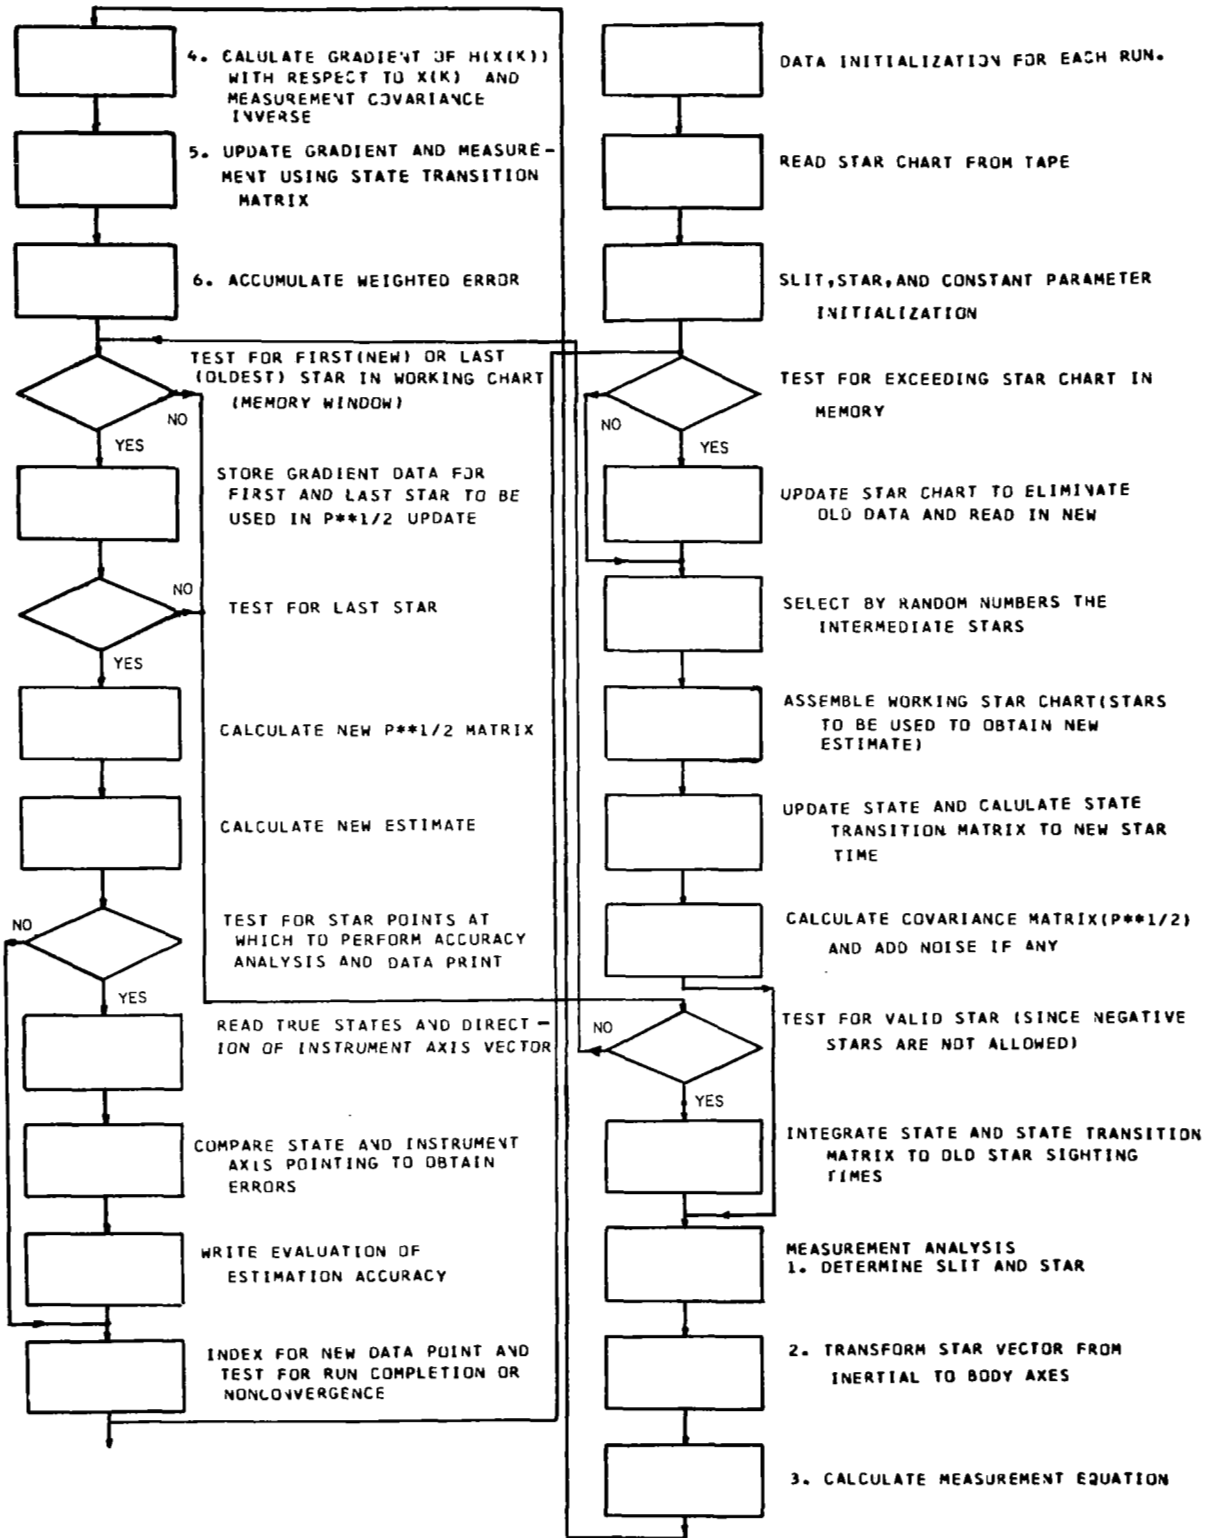 4. CALULATE GRADIENT OF H(X(K))
WITH RESPECT TO X(K) AND
MEASUREMENT COVARIANCE
INVERSE
5. UPDATE GRADIENT AND MEASURE-
MENT USING STATE TRANSITION
MATRIX
6. ACCUMULATE WEIGHTED ERROR
TEST FOR FIRST(NEW) OR LAST
(OLDEST) STAR IN WORKING CHART
(MEMORY WINDOW)
NO
YES
STORE GRADIENT DATA FOR
FIRST AND LAST STAR TO BE
USED IN P**1/2 UPDATE
NO
TEST FOR LAST STAR
YES
CALCULATE NEW P**1/2 MATRIX
CALCULATE NEW ESTIMATE
NO
TEST FOR STAR POINTS AT
WHICH TO PERFORM ACCURACY
ANALYSIS AND DATA PRINT
YES
READ TRUE STATES AND DIRECT-
ION OF INSTRUMENT AXIS VECTOR
COMPARE STATE AND INSTRUMENT
AXIS POINTING TO OBTAIN
ERRORS
WRITE EVALUATION OF
ESTIMATION ACCURACY
INDEX FOR NEW DATA POINT AND
TEST FOR RUN COMPLETION OR
NONCONVERGENCE
DATA INITIALIZATION FOR EACH RUN.
READ STAR CHART FROM TAPE
SLIT,STAR,AND CONSTANT PARAMETER
INITIALIZATION
TEST FOR EXCEEDING STAR CHART IN
MEMORY
NO
YES
UPDATE STAR CHART TO ELIMINATE
OLD DATA AND READ IN NEW
SELECT BY RANDOM NUMBERS THE
INTERMEDIATE STARS
ASSEMBLE WORKING STAR CHART(STARS
TO BE USED TO OBTAIN NEW
ESTIMATE)
UPDATE STATE AND CALULATE STATE
TRANSITION MATRIX TO NEW STAR
TIME
CALCULATE COVARIANCE MATRIX(P**1/2)
AND ADD NOISE IF ANY
NO
TEST FOR VALID STAR (SINCE NEGATIVE
STARS ARE NOT ALLOWED)
YES
INTEGRATE STATE AND STATE TRANSITION
MATRIX TO OLD STAR SIGHTING
TIMES
MEASUREMENT ANALYSIS
1. DETERMINE SLIT AND STAR
2. TRANSFORM STAR VECTOR FROM
INERTIAL TO BODY AXES
3. CALCULATE MEASUREMENT EQUATION